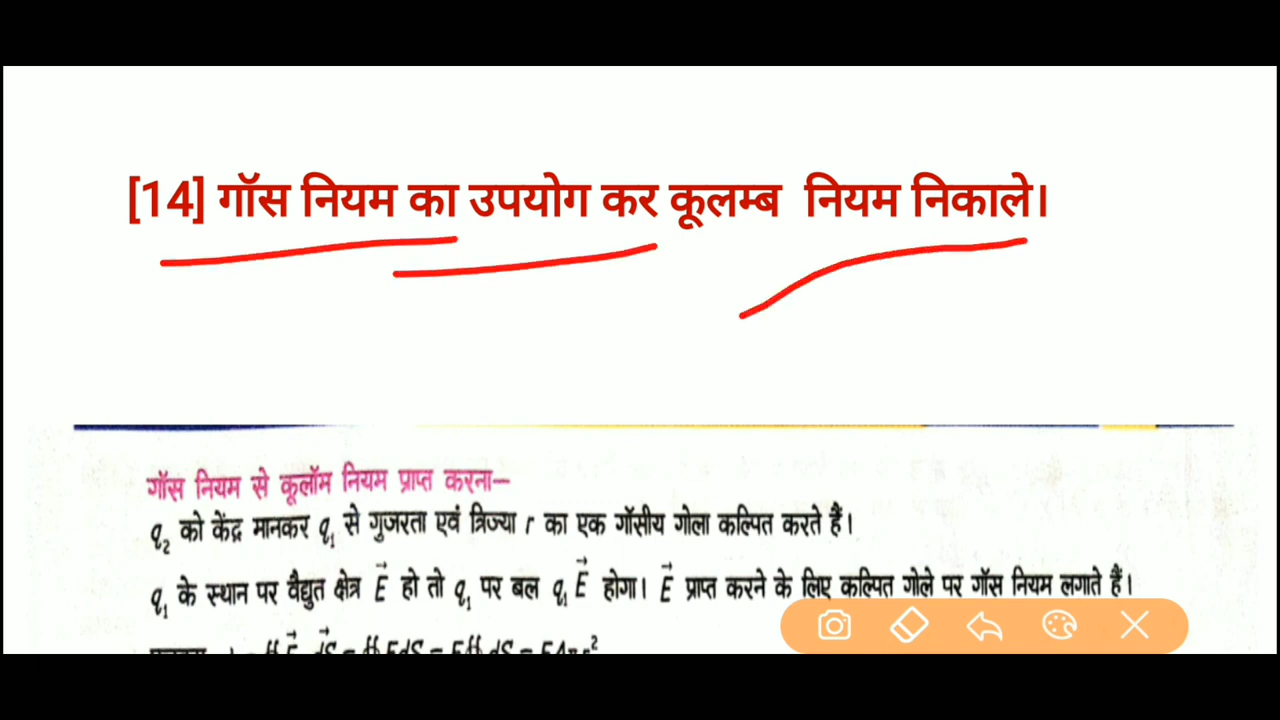 [14] गॉस नियम का उपयोग कर कूलम्ब नियम निकाले।
गॉस नियम से कूलॉम नियम प्राप्त करना—
q₂ को केंद्र मानकर q₁ से गुजरता एवं त्रिज्या r का एक गॉसीय गोला कल्पित करते हैं।
q₁ के स्थान पर वैद्युत क्षेत्र E⃗ हो तो q₁ पर बल q₁E⃗ होगा। E⃗ प्राप्त करने के लिए कल्पित गोले पर गॉस नियम लगाते हैं।